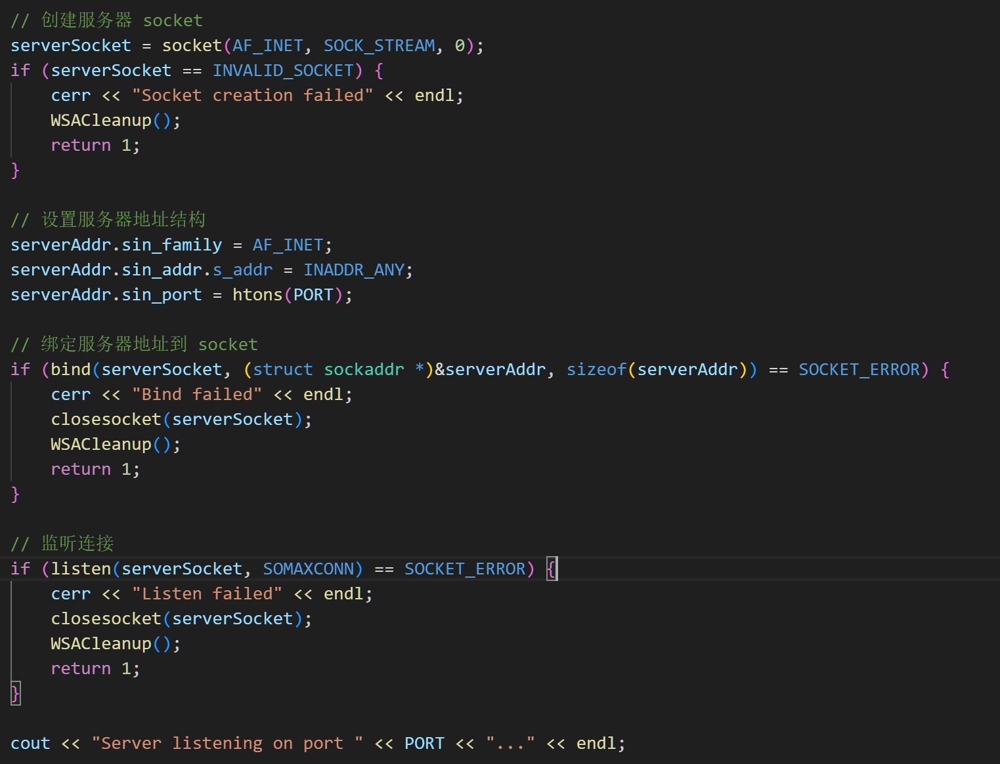 // 创建服务器 socket
serverSocket = socket(AF_INET, SOCK_STREAM, 0);
if (serverSocket == INVALID_SOCKET) {
    cerr << "Socket creation failed" << endl;
    WSACleanup();
    return 1;
}

// 设置服务器地址结构
serverAddr.sin_family = AF_INET;
serverAddr.sin_addr.s_addr = INADDR_ANY;
serverAddr.sin_port = htons(PORT);

// 绑定服务器地址到 socket
if (bind(serverSocket, (struct sockaddr *)&serverAddr, sizeof(serverAddr)) == SOCKET_ERROR) {
    cerr << "Bind failed" << endl;
    closesocket(serverSocket);
    WSACleanup();
    return 1;
}

// 监听连接
if (listen(serverSocket, SOMAXCONN) == SOCKET_ERROR) {
    cerr << "Listen failed" << endl;
    closesocket(serverSocket);
    WSACleanup();
    return 1;
}

cout << "Server listening on port " << PORT << "..." << endl;